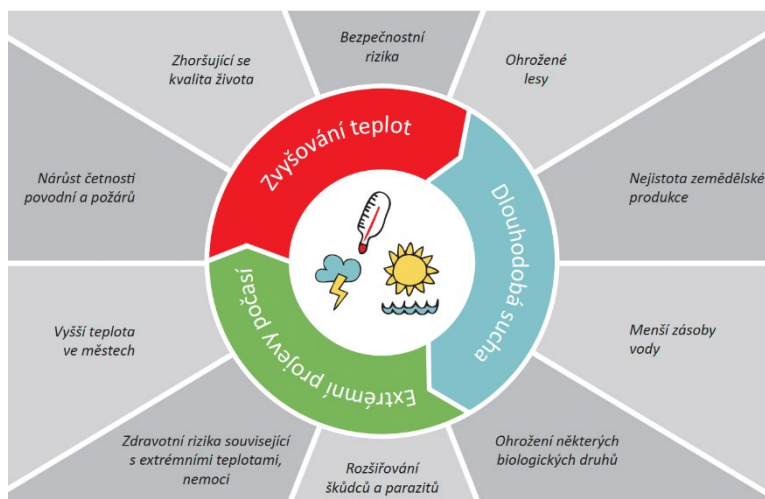 Bezpečnostní
rizika
Ohrožené
lesy
Nejistota zemědělské
produkce
Menší zásoby
vody
Ohrožení některých
biologických druhů
Rozšiřování
škůdců a parazitů
Zdravotní rizika související
s extrémními teplotami,
nemoci
Vyšší teplota
ve městech
Nárůst četnosti
povodní a požárů
Zhoršující se
kvalita života
Zvyšování teplot
Dlouhodobá sucha
Extrémní projevy počasí